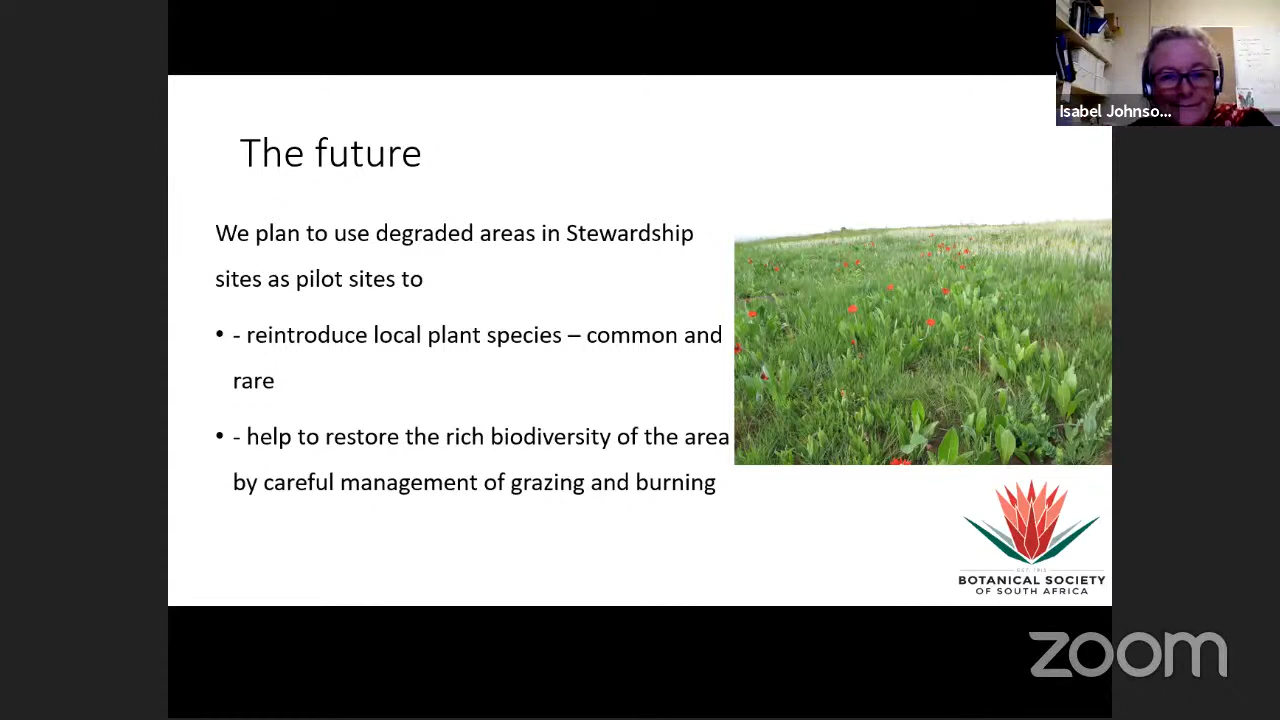 Isabel Johnso...
The future
We plan to use degraded areas in Stewardship
sites as pilot sites to
• - reintroduce local plant species – common and
rare
• - help to restore the rich biodiversity of the area
by careful management of grazing and burning
BOTANICAL SOCIETY
OF SOUTH AFRICA
zoom